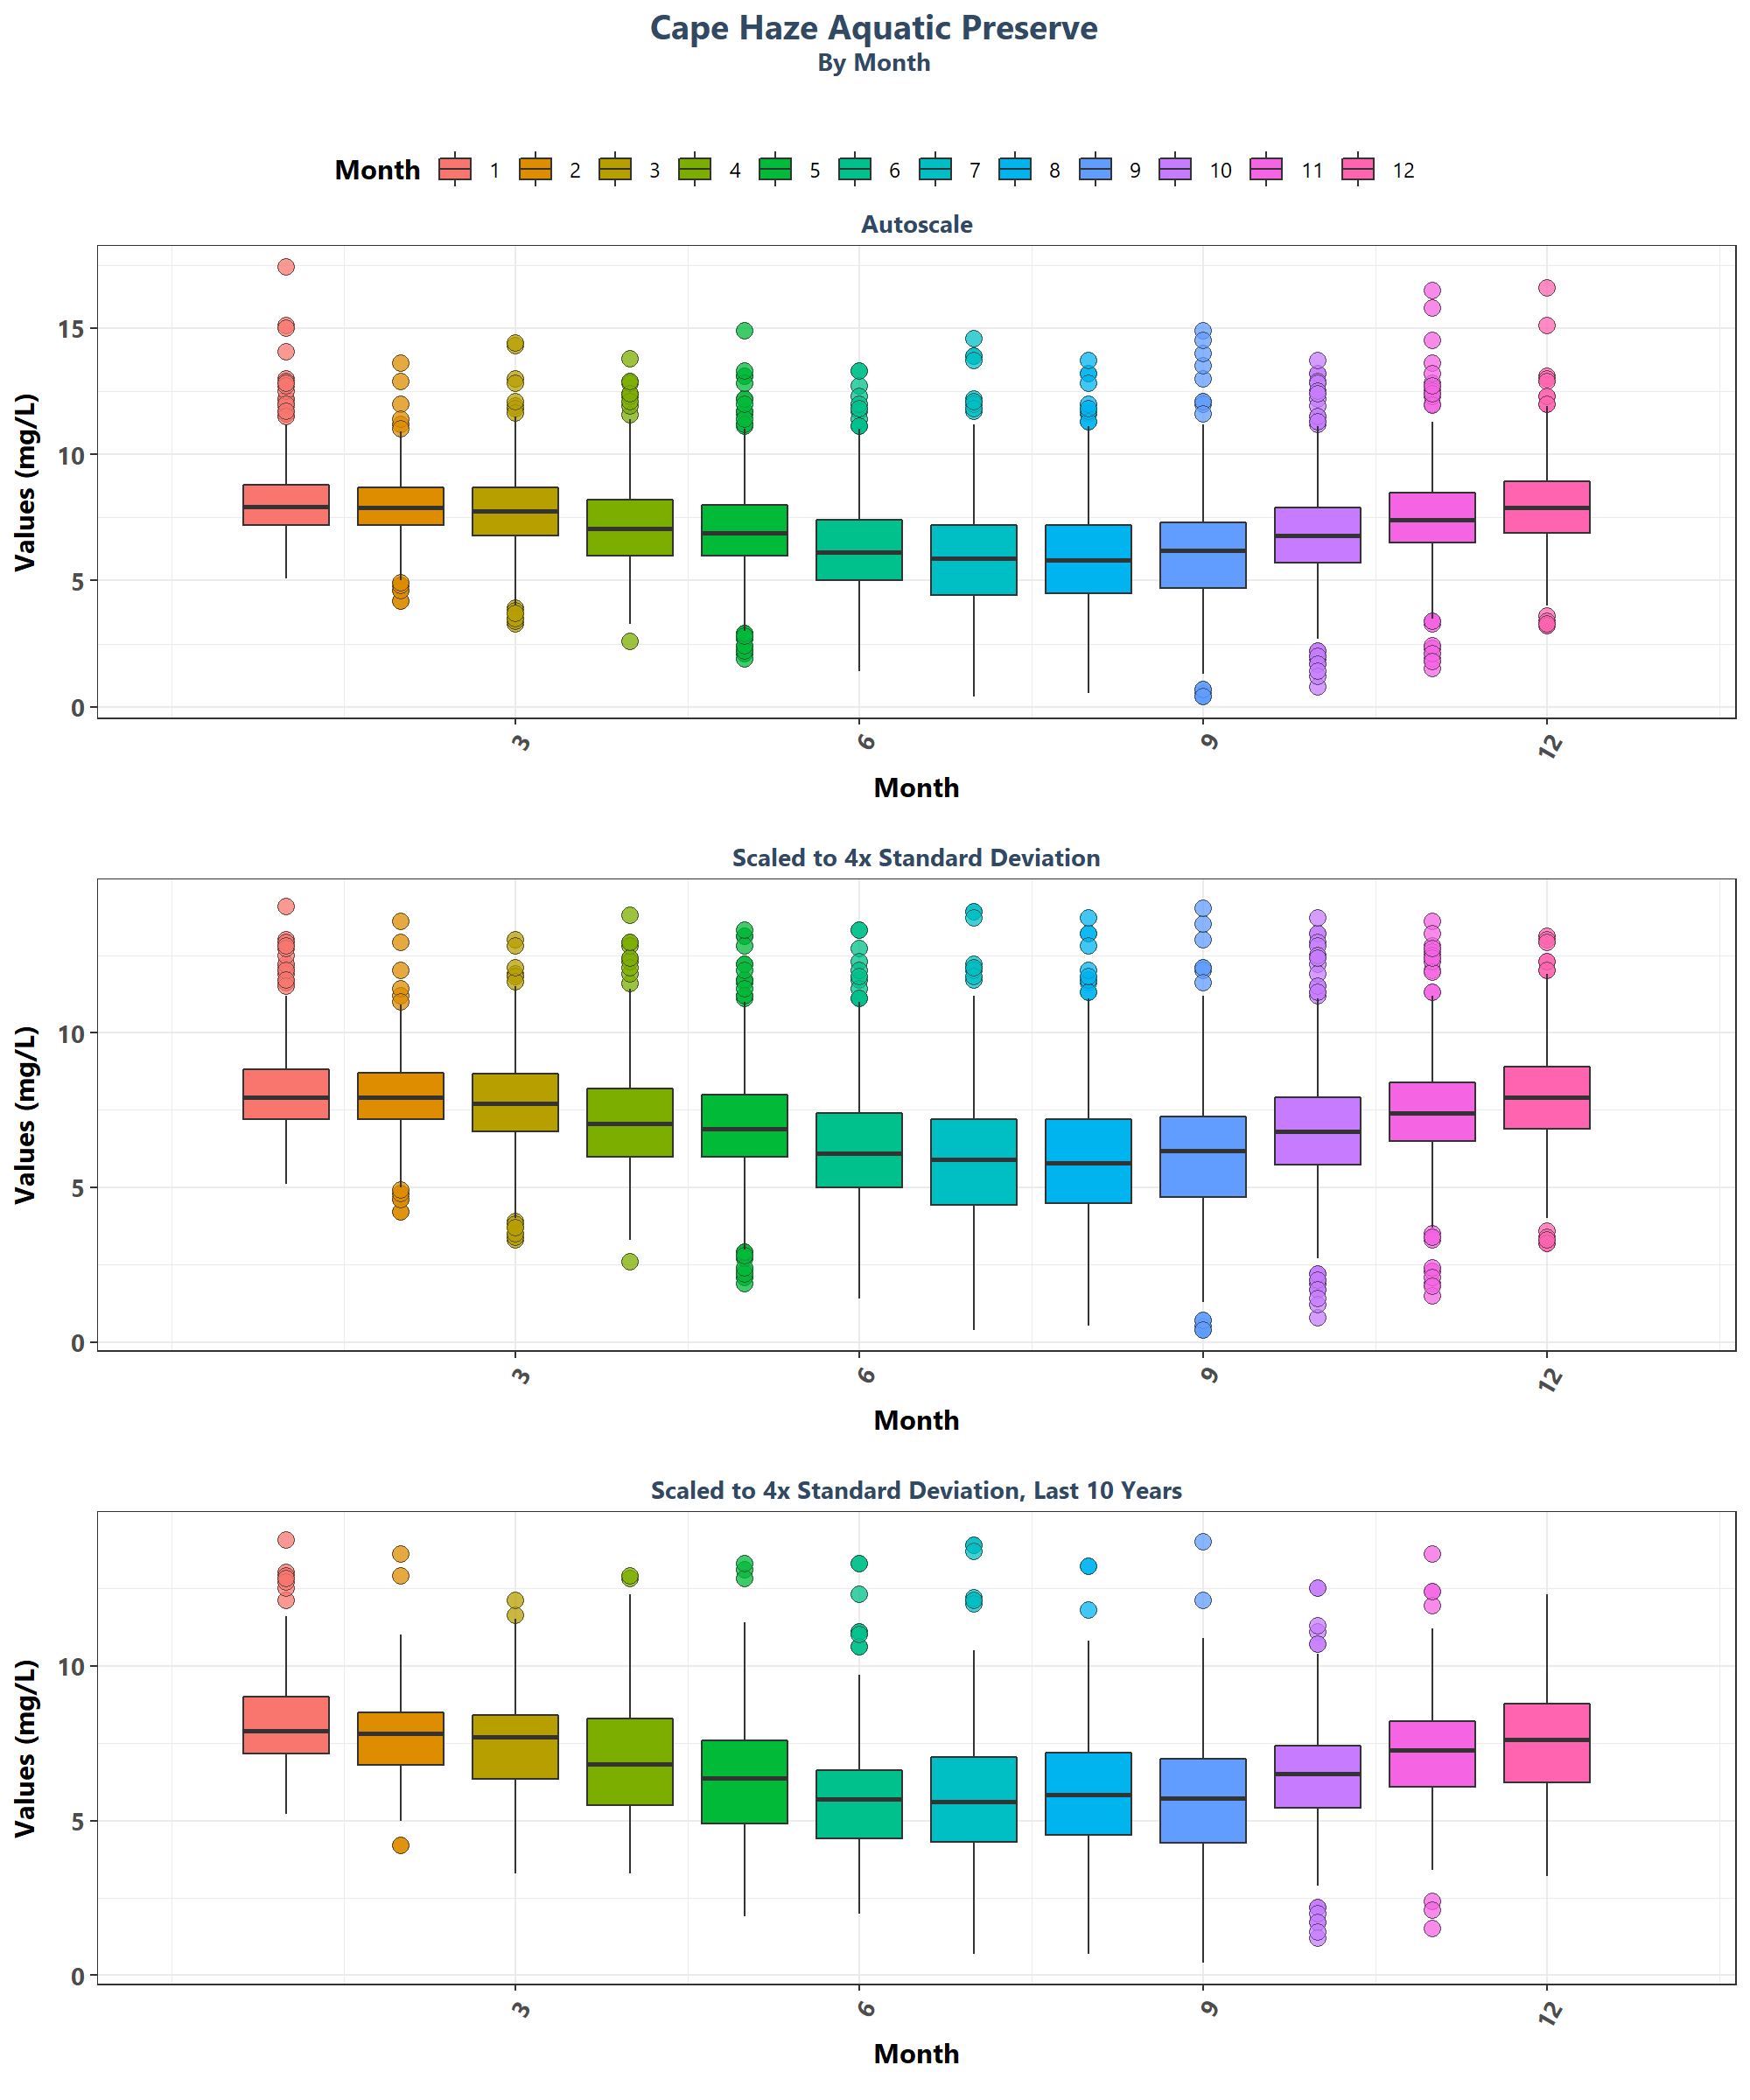 Cape Haze Aquatic Preserve
By Month
Month 1 2 3 4 5 6 7 8 9 10 11 12
Autoscale
Values (mg/L)
15
10
5
0
3 6 9 12
Month
Scaled to 4x Standard Deviation
Values (mg/L)
10
5
0
3 6 9 12
Month
Scaled to 4x Standard Deviation, Last 10 Years
Values (mg/L)
10
5
0
3 6 9 12
Month